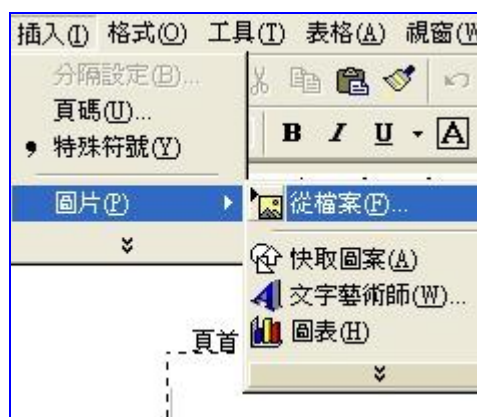 插入(I) 格式(O) 工具(T) 表格(A) 視窗(W
分隔設定(B)...
頁碼(U)...
特殊符號(Y)
B I U A
圖片(P) 從檔案(F)...
快取圖案(A)
文字藝術師(W)...
圖表(H)
頁首